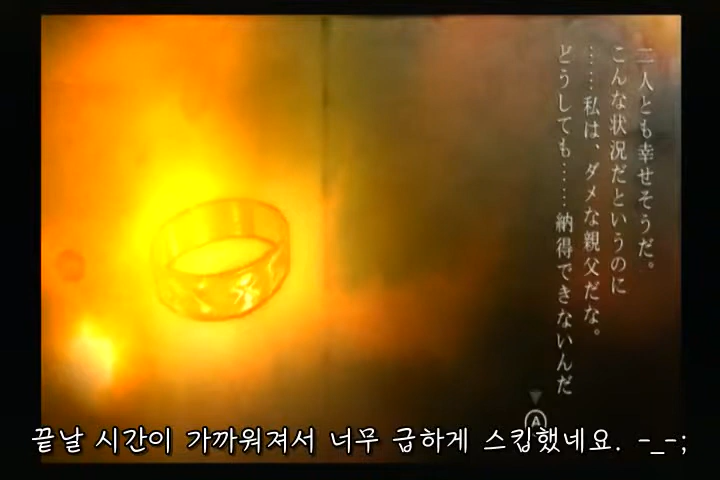 二人とも幸せそうだ。
こんな状況だというのに
……私は、ダメな親父だな。
どうしても……納得できないんだ
A
끝날 시간이 가까워져서 너무 급하게 스킵했네요. -_-;